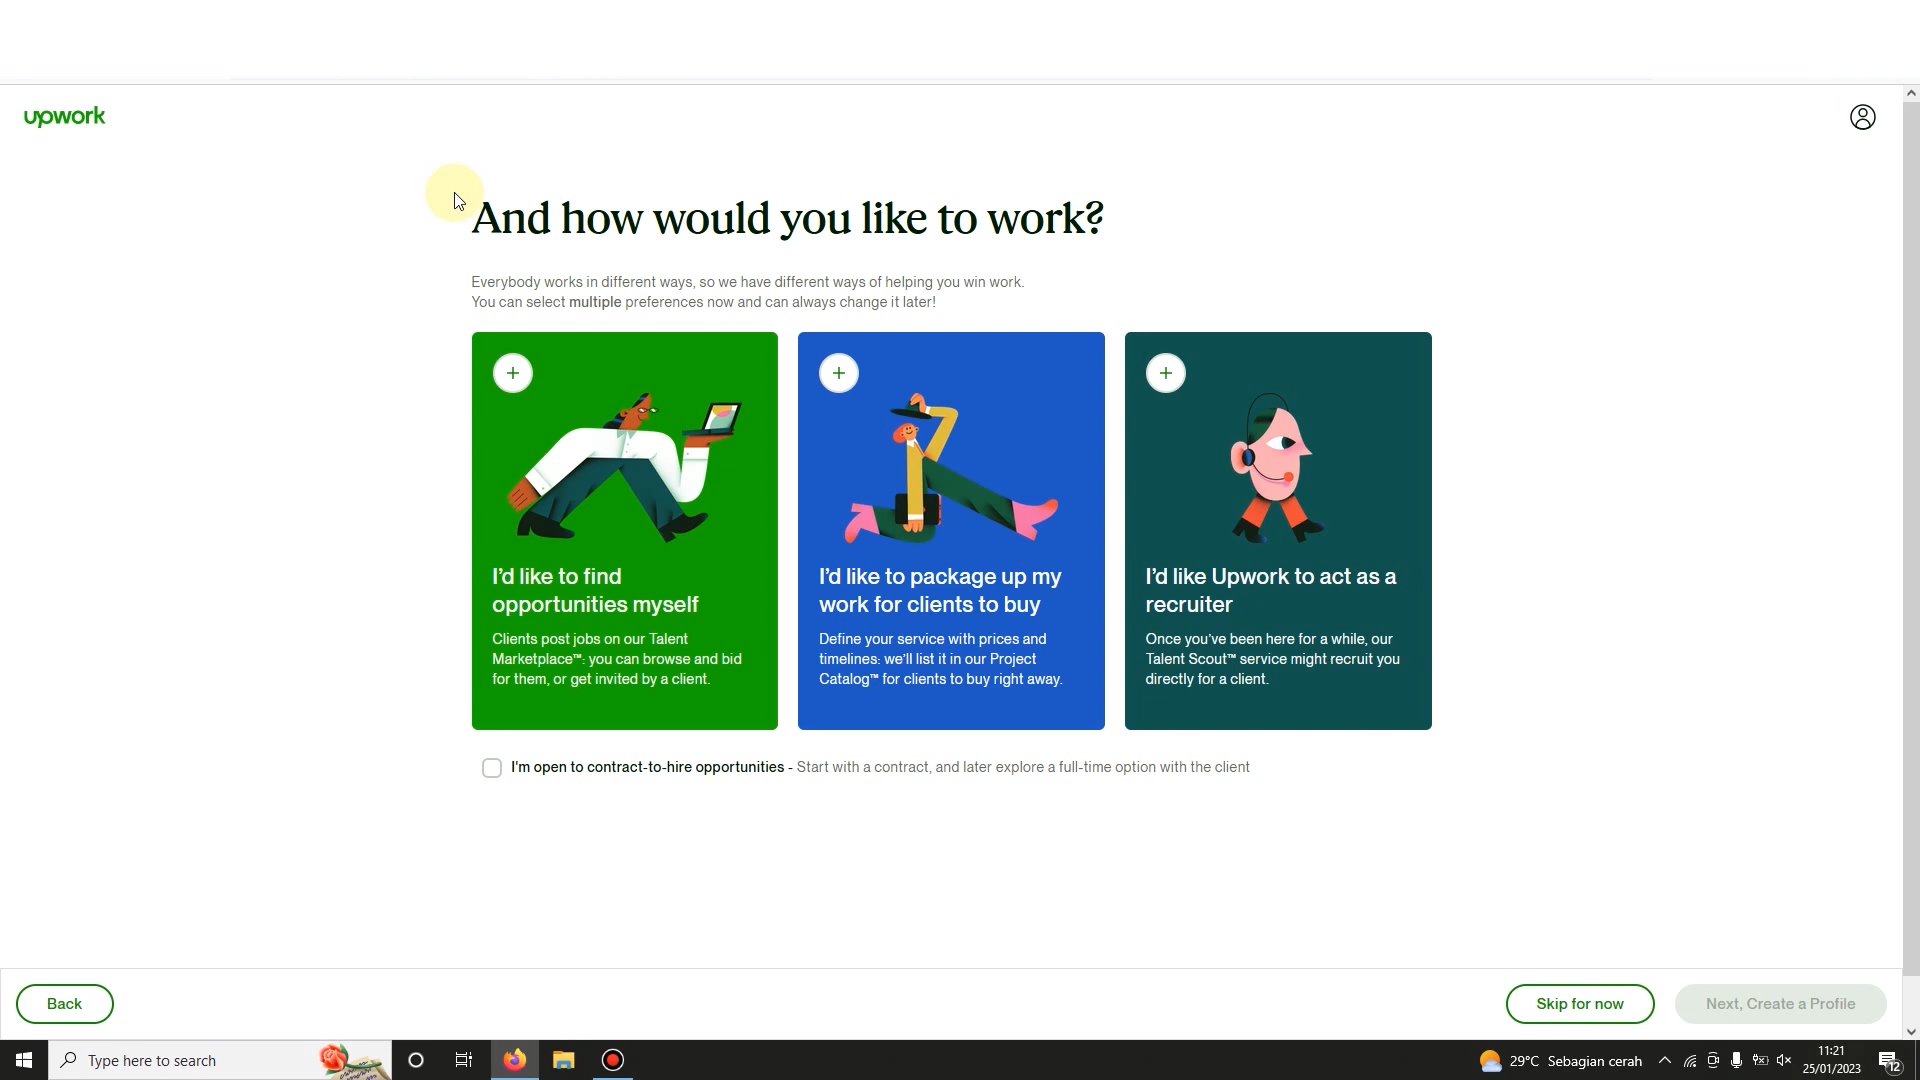 upwork
And how would you like to work?
Everybody works in different ways, so we have different ways of helping you win work.
You can select multiple preferences now and can always change it later!
I'd like to find
opportunities myself
Clients post jobs on our Talent
Marketplace™: you can browse and bid
for them, or get invited by a client.
I'd like to package up my
work for clients to buy
Define your service with prices and
timelines: we'll list it in our Project
Catalog™ for clients to buy right away.
I'd like Upwork to act as a
recruiter
Once you've been here for a while, our
Talent Scout™ service might recruit you
directly for a client.
I'm open to contract-to-hire opportunities - Start with a contract, and later explore a full-time option with the client
Back
Skip for now
Next, Create a Profile
Type here to search
29°C Sebagian cerah
11:21
25/01/2023
12